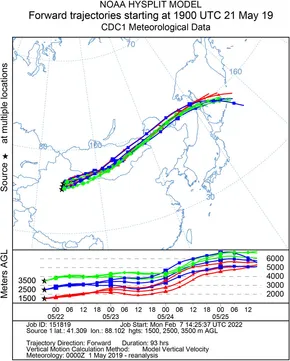 NOAA HYSPLIT MODEL
Forward trajectories starting at 1900 UTC 21 May 19
CDC1 Meteorological Data
Source ★ at multiple locations
70
160
50
30
Meters AGL
6000
5000
4000
3000
2000
3500
2500
1500
00 06 12 18 00 06 12 18 00 06 12 18 00 06 12
05/22 05/23 05/24 05/25
Job ID: 151819 Job Start: Mon Feb 7 14:25:37 UTC 2022
Source 1 lat.: 41.309 lon.: 88.102 hgts: 1500, 2500, 3500 m AGL
Trajectory Direction: Forward Duration: 93 hrs
Vertical Motion Calculation Method: Model Vertical Velocity
Meteorology: 0000Z 1 May 2019 - reanalysis